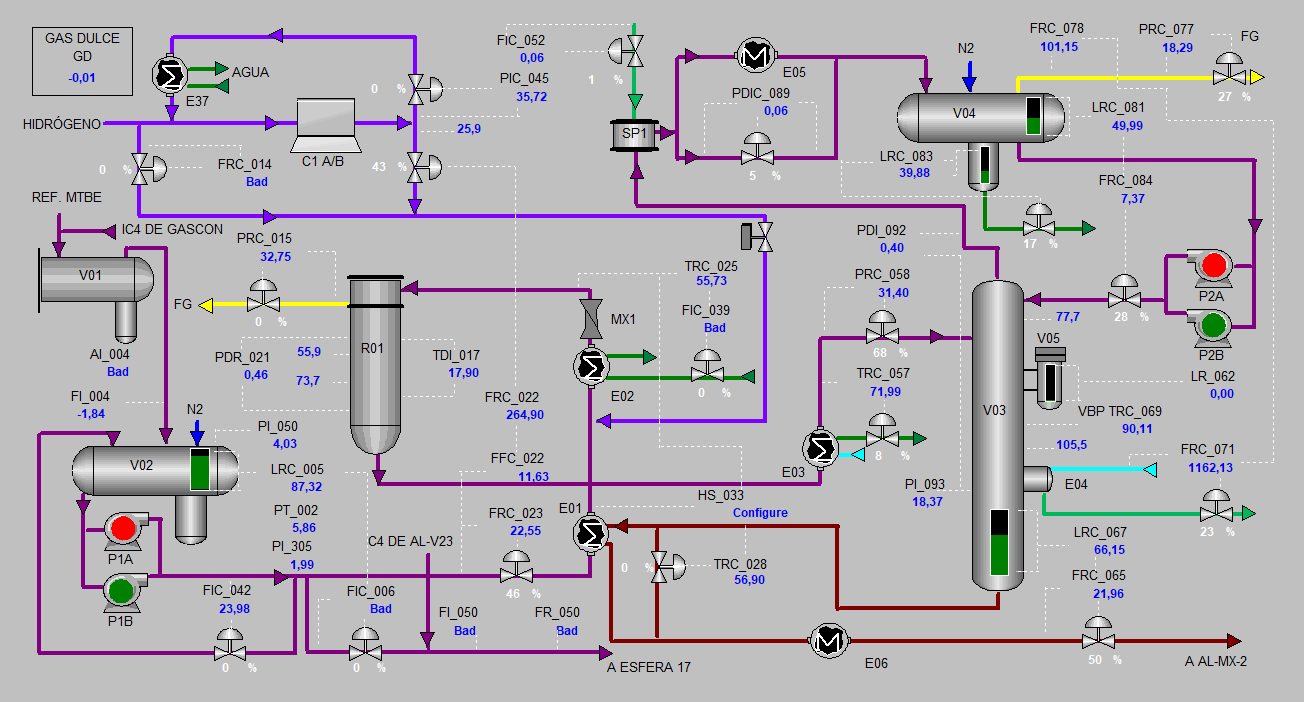 GAS DULCE
GD
-0,01
AGUA
E37
0 %
FIC_052
0,06
PIC_045
35,72
25,9
1 %
HIDRÓGENO
C1 A/B
FRC_014
Bad
0 %
43 %
SP1
E05
PDIC_089
0,06
5 %
N2
V04
FRC_078
101,15
PRC_077
18,29
FG
27 %
LRC_081
49,99
LRC_083
39,88
FRC_084
7,37
17 %
REF. MTBE
IC4 DE GASCON
V01
AI_004
Bad
PRC_015
32,75
FG
0 %
R01
PDR_021
0,46
55,9
73,7
TDI_017
17,90
TRC_025
55,73
FIC_039
Bad
MX1
E02
0 %
PDI_092
0,40
PRC_058
31,40
68 %
TRC_057
71,99
8 %
E03
77,7
28 %
P2A
P2B
V05
LR_062
0,00
V03
VBP TRC_069
90,11
105,5
FRC_071
1162,13
E04
23 %
PI_093
18,37
LRC_067
66,15
FRC_065
21,96
50 %
FI_004
-1,84
N2
V02
PI_050
4,03
LRC_005
87,32
PT_002
5,86
PI_305
1,99
P1A
P1B
FIC_042
23,98
0 %
FRC_022
264,90
FFC_022
11,63
FRC_023
22,55
46 %
E01
HS_033
Configure
TRC_028
56,90
0 %
C4 DE AL-V23
FIC_006
Bad
0 %
FI_050
Bad
FR_050
Bad
A ESFERA 17
E06
A AL-MX-2